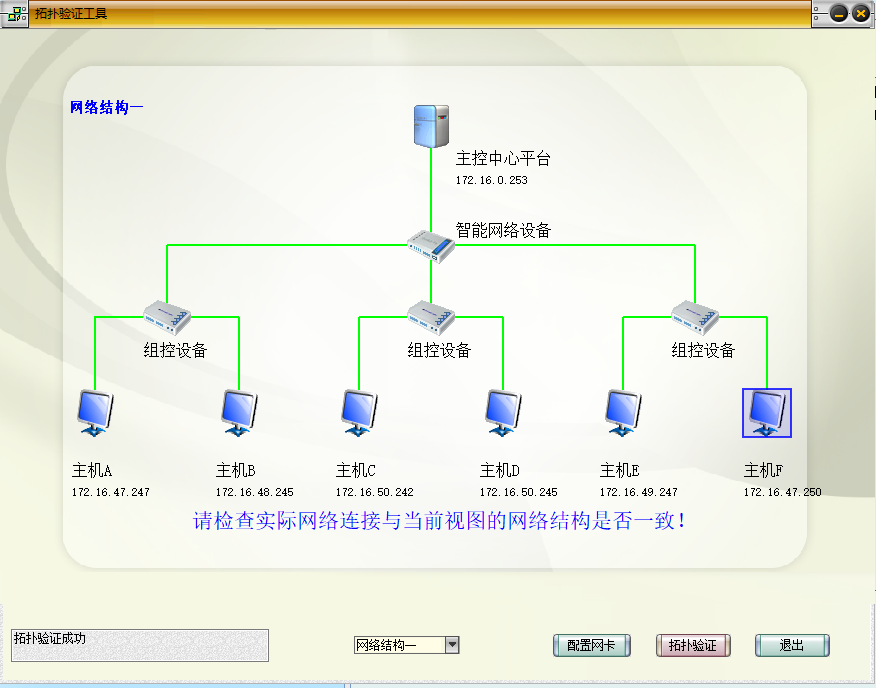 拓扑验证工具
网络结构一
主控中心平台
172.16.0.253
智能网络设备
组控设备 组控设备 组控设备
主机A 主机B 主机C 主机D 主机E 主机F
172.16.47.247 172.16.48.245 172.16.50.242 172.16.50.245 172.16.49.247 172.16.47.250
请检查实际网络连接与当前视图的网络结构是否一致!
拓扑验证成功
网络结构一 配置网卡 拓扑验证 退出